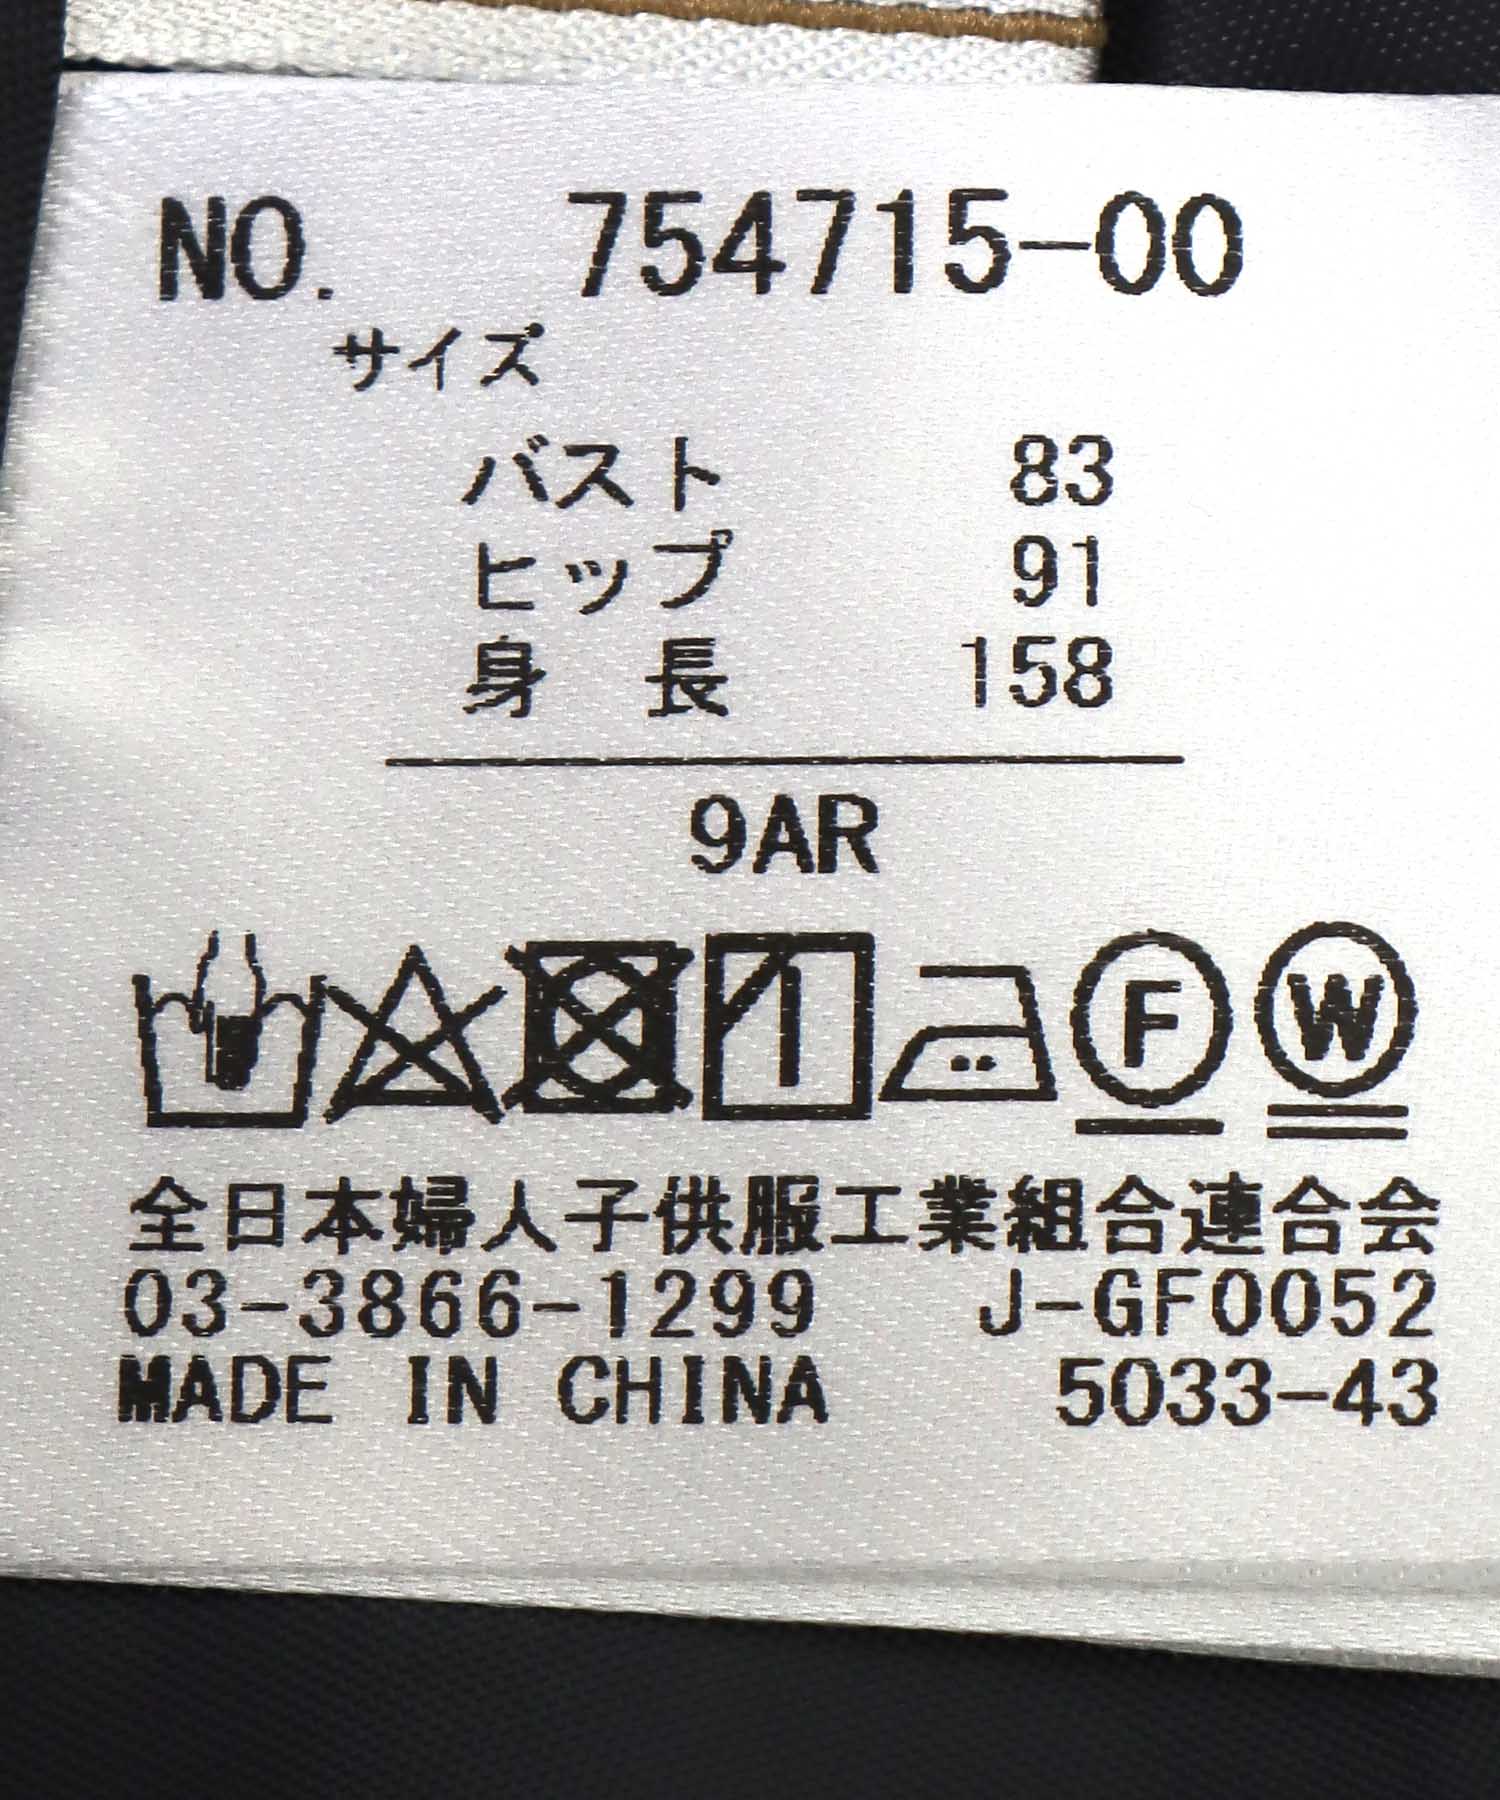 NO. 754715-00
サイズ
バスト 83
ヒップ 91
身長 158
9AR
F W
全日本婦人子供服工業組合連合会
03-3866-1299 J-GF0052
MADE IN CHINA 5033-43